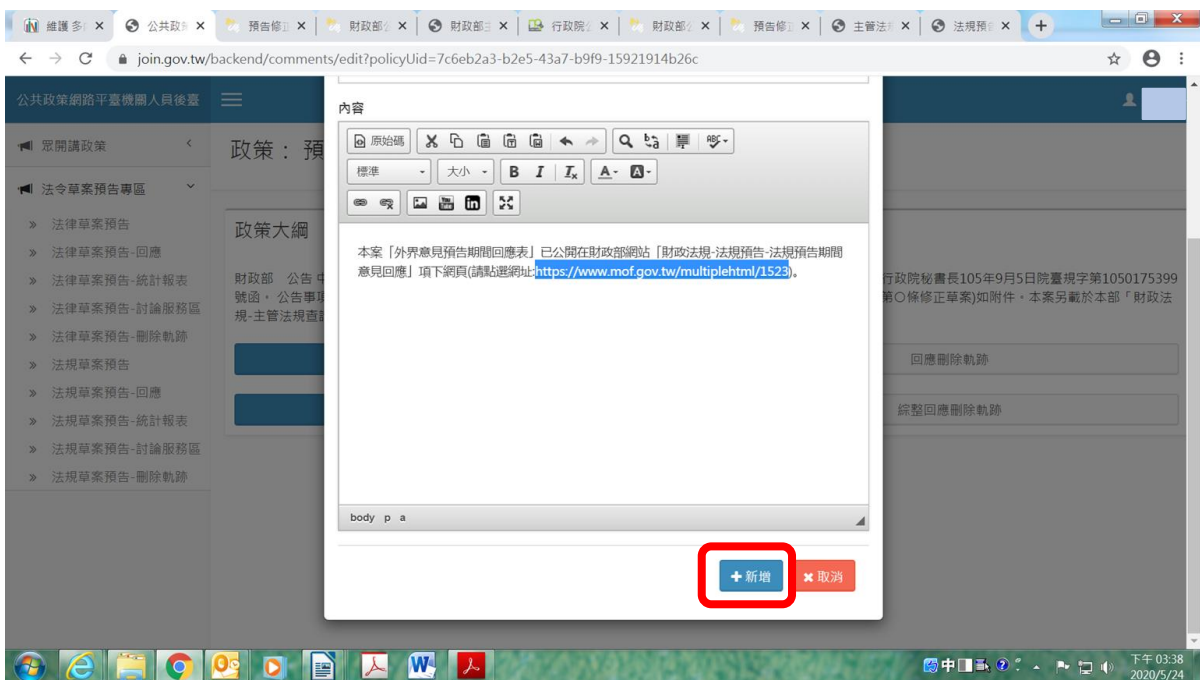 維護多
公共政
預告修
財政部
財政部
行政院
財政部
預告修
主管法
法規預
join.gov.tw/backend/comments/edit?policyUid=7c6eb2a3-b2e5-43a7-b9f9-15921914b26c
公共政策網路平臺機關人員後臺
眾開講政策
法令草案預告專區
法律草案預告
法律草案預告-回應
法律草案預告-統計報表
法律草案預告-討論服務區
法律草案預告-刪除軌跡
法規草案預告
法規草案預告-回應
法規草案預告-統計報表
法規草案預告-討論服務區
法規草案預告-刪除軌跡
政策： 預
政策大綱
財政部 公告 中
號函。 公告事項
規-主管法規查
行政院秘書長105年9月5日院臺規字第1050175399
第○條修正草案)如附件。本案另載於本部「財政法
回應刪除軌跡
綜整回應刪除軌跡
內容
原始碼
標準 大小 B I Ix A- A-
本案「外界意見預告期間回應表」已公開在財政部網站「財政法規-法規預告-法規預告期間
意見回應」項下網頁(請點選網址:https://www.mof.gov.tw/multiplehtml/1523)。
body p a
新增
取消
中
下午 03:38
2020/5/24